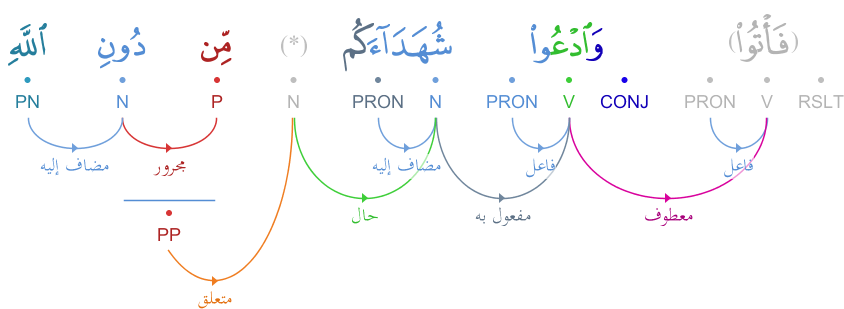 (فَأْتُوا۟) وَٱدْعُوا۟ شُهَدَآءَكُم (*) مِّن دُونِ ٱللَّهِ
RSLT V PRON CONJ V PRON N PRON N P N PN
فاعل فاعل مضاف إليه مجرور مضاف إليه
معطوف مفعول به حال
PP
متعلق